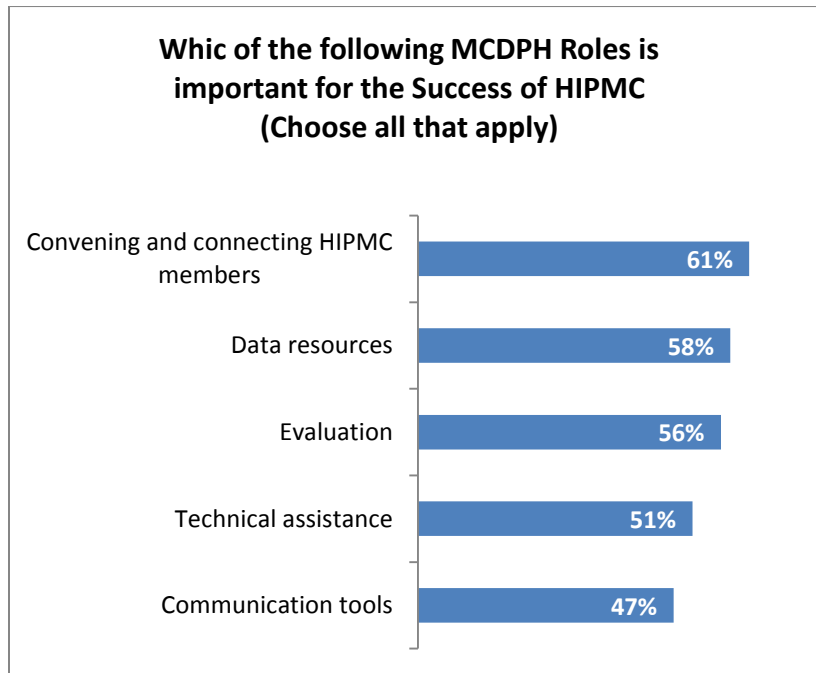 Whic of the following MCDPH Roles is
important for the Success of HIPMC
(Choose all that apply)
Convening and connecting HIPMC
members
61%
Data resources
58%
Evaluation
56%
Technical assistance
51%
Communication tools
47%